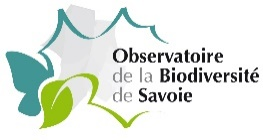 Observatoire
de la Biodiversité
de Savoie